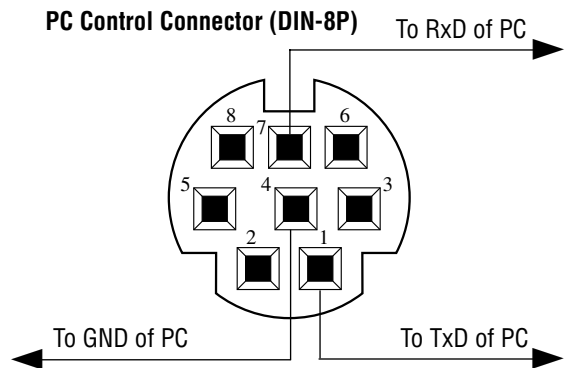 PC Control Connector (DIN-8P)
To RxD of PC
8 7 6
5 4 3
2 1
To GND of PC
To TxD of PC